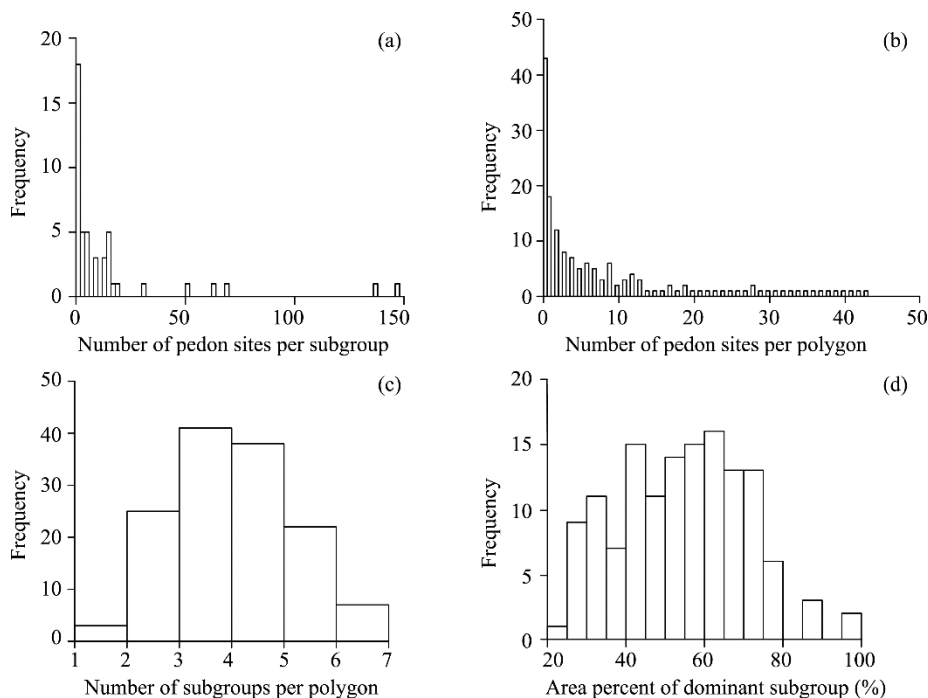 (a)
20
15
10
5
0
Frequency
0 50 100 150
Number of pedon sites per subgroup
(b)
50
40
30
20
10
0
Frequency
0 10 20 30 40 50
Number of pedon sites per polygon
(c)
50
40
30
20
10
0
Frequency
1 2 3 4 5 6 7
Number of subgroups per polygon
(d)
20
15
10
5
0
Frequency
20 40 60 80 100
Area percent of dominant subgroup (%)